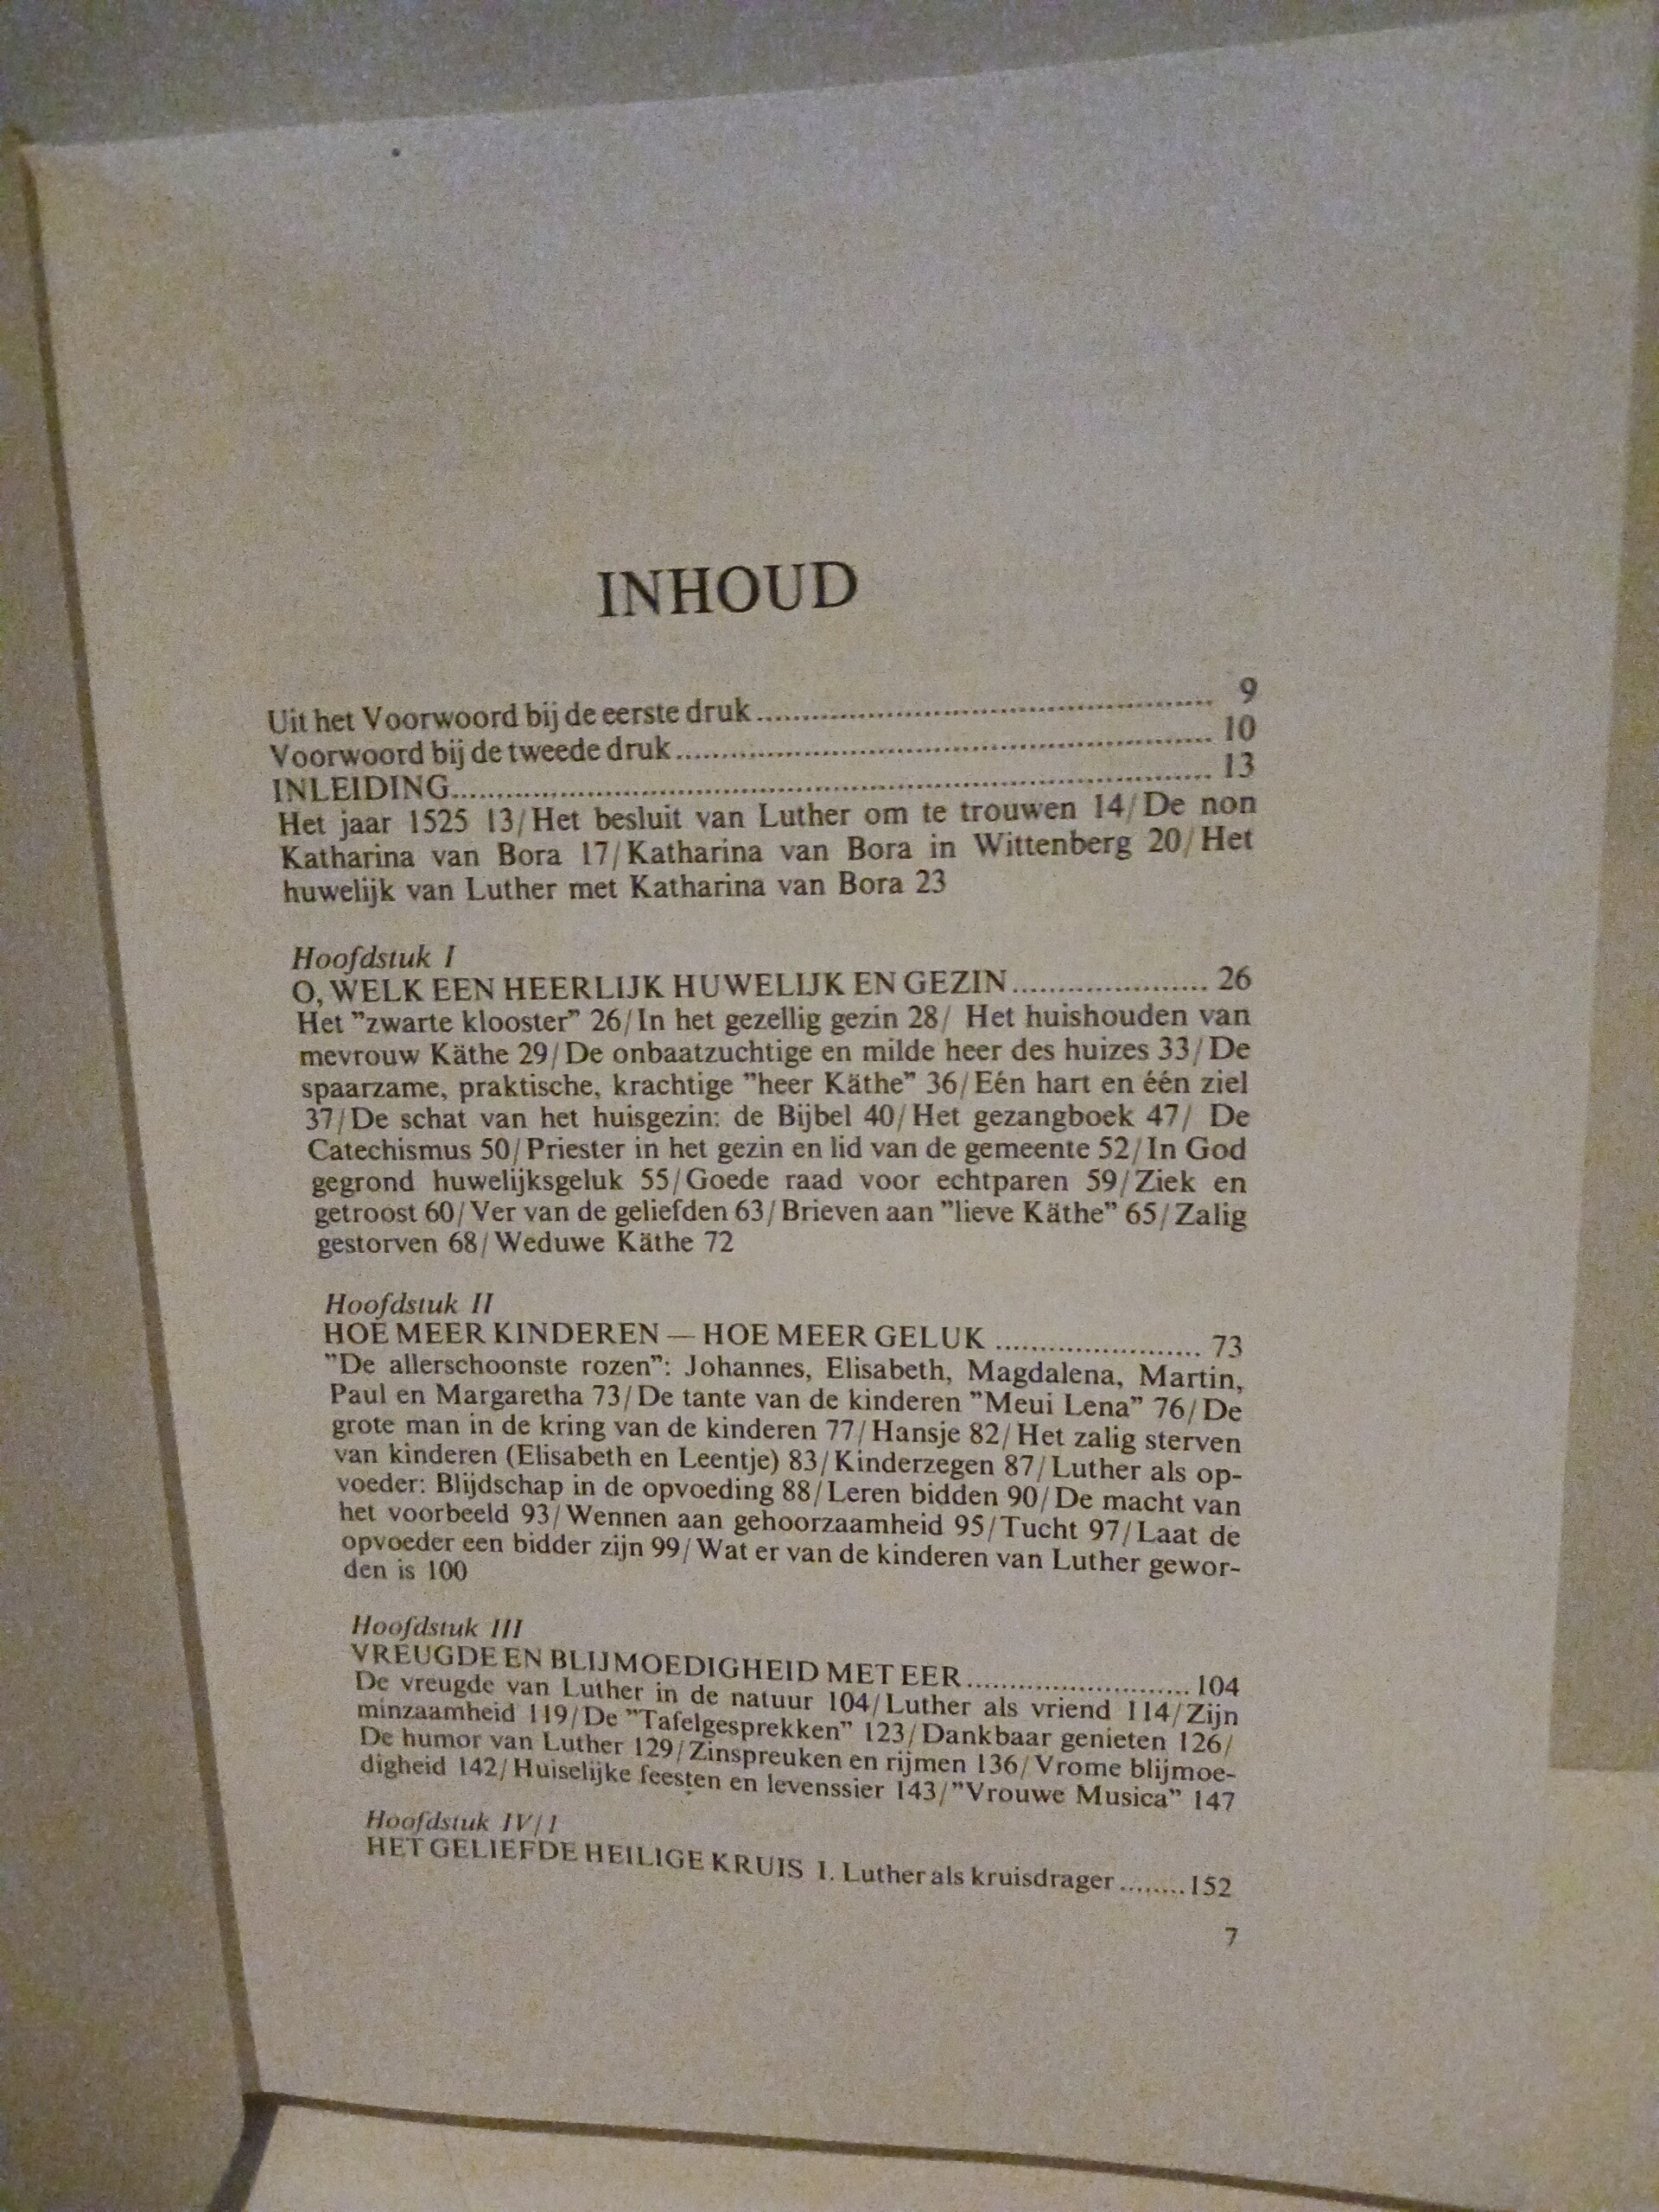 INHOUD
Uit het Voorwoord bij de eerste druk.................................................. 9
Voorwoord bij de tweede druk.......................................................... 10
INLEIDING............................................................................... 13
Het jaar 1525 13/Het besluit van Luther om te trouwen 14/De non
Katharina van Bora 17/Katharina van Bora in Wittenberg 20/Het
huwelijk van Luther met Katharina van Bora 23
Hoofdstuk I
O, WELK EEN HEERLIJK HUWELIJK EN GEZIN..................... 26
Het ”zwarte klooster” 26/In het gezellig gezin 28/ Het huishouden van
mevrouw Käthe 29/De onbaatzuchtige en milde heer des huizes 33/De
spaarzame, praktische, krachtige ”heer Käthe” 36/Eén hart en één ziel
37/De schat van het huisgezin: de Bijbel 40/Het gezangboek 47/ De
Catechismus 50/Priester in het gezin en lid van de gemeente 52/In God
gegrond huwelijksgeluk 55/Goede raad voor echtparen 59/Ziek en
getroost 60/Ver van de geliefden 63/Brieven aan ”lieve Käthe” 65/Zalig
gestorven 68/Weduwe Käthe 72
Hoofdstuk II
HOE MEER KINDEREN — HOE MEER GELUK ....................... 73
”De allerschoonste rozen”: Johannes, Elisabeth, Magdalena, Martin,
Paul en Margaretha 73/De tante van de kinderen ”Meui Lena” 76/De
grote man in de kring van de kinderen 77/Hansje 82/Het zalig sterven
van kinderen (Elisabeth en Leentje) 83/Kinderzegen 87/Luther als op-
voeder: Blijdschap in de opvoeding 88/Leren bidden 90/De macht van
het voorbeeld 93/Wennen aan gehoorzaamheid 95/Tucht 97/Laat de
opvoeder een bidder zijn 99/Wat er van de kinderen van Luther gewor-
den is 100
Hoofdstuk III
VREUGDE EN BLIJMOEDIGHEID MET EER......................... 104
De vreugde van Luther in de natuur 104/Luther als vriend 114/Zijn
minzaamheid 119/De ”Tafelgesprekken” 123/Dankbaar genieten 126/
De humor van Luther 129/Zinspreuken en rijmen 136/Vrome blijmoe-
digheid 142/Huiselijke feesten en levenssier 143/”Vrouwe Musica” 147
Hoofdstuk IV/1
HET GELIEFDE HEILIGE KRUIS I. Luther als kruisdrager........152
7